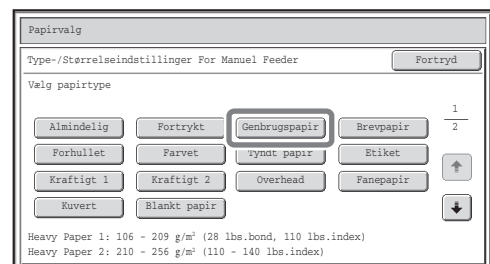 Papirvalg
Type-/Størrelseindstillinger For Manuel Feeder Fortryd
Vælg papirtype
1
Almindelig Fortrykt Genbrugspapir Brevpapir 2
Forhullet Farvet Tyndt papir Etiket
Kraftigt 1 Kraftigt 2 Overhead Fanepapir
Kuvert Blankt papir
Heavy Paper 1: 106 - 209 g/m² (28 lbs.bond, 110 lbs.index)
Heavy Paper 2: 210 - 256 g/m² (110 - 140 lbs.index)